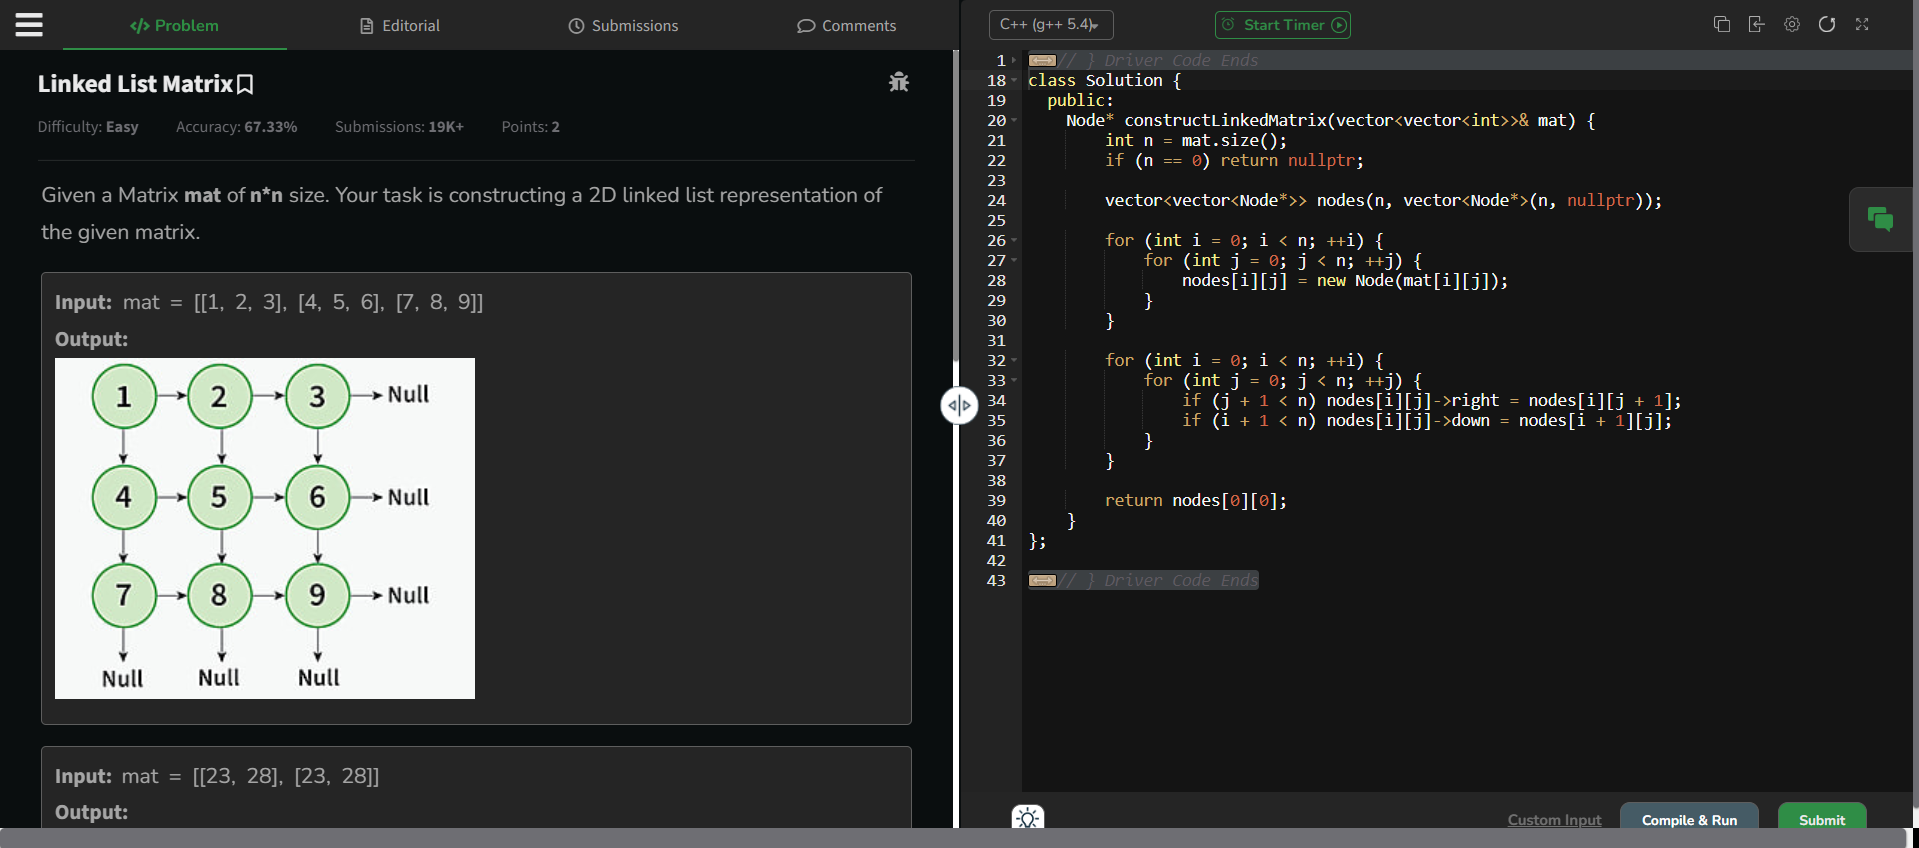 </> Problem
Editorial
Submissions
Comments
Linked List Matrix
Difficulty: Easy Accuracy: 67.33% Submissions: 19K+ Points: 2
Given a Matrix mat of n*n size. Your task is constructing a 2D linked list representation of
the given matrix.
Input: mat = [[1, 2, 3], [4, 5, 6], [7, 8, 9]]
Output:
1 2 3 Null
4 5 6 Null
7 8 9 Null
Null Null Null
Input: mat = [[23, 28], [23, 28]]
Output:
C++ (g++ 5.4)
Start Timer
1 // } Driver Code Ends
18 class Solution {
19   public:
20     Node* constructLinkedMatrix(vector<vector<int>>& mat) {
21         int n = mat.size();
22         if (n == 0) return nullptr;
23
24         vector<vector<Node*>> nodes(n, vector<Node*>(n, nullptr));
25
26         for (int i = 0; i < n; ++i) {
27             for (int j = 0; j < n; ++j) {
28                 nodes[i][j] = new Node(mat[i][j]);
29             }
30         }
31
32         for (int i = 0; i < n; ++i) {
33             for (int j = 0; j < n; ++j) {
34                 if (j + 1 < n) nodes[i][j]->right = nodes[i][j + 1];
35                 if (i + 1 < n) nodes[i][j]->down = nodes[i + 1][j];
36             }
37         }
38
39         return nodes[0][0];
40     }
41 };
42
43 // } Driver Code Ends
Custom Input
Compile & Run
Submit